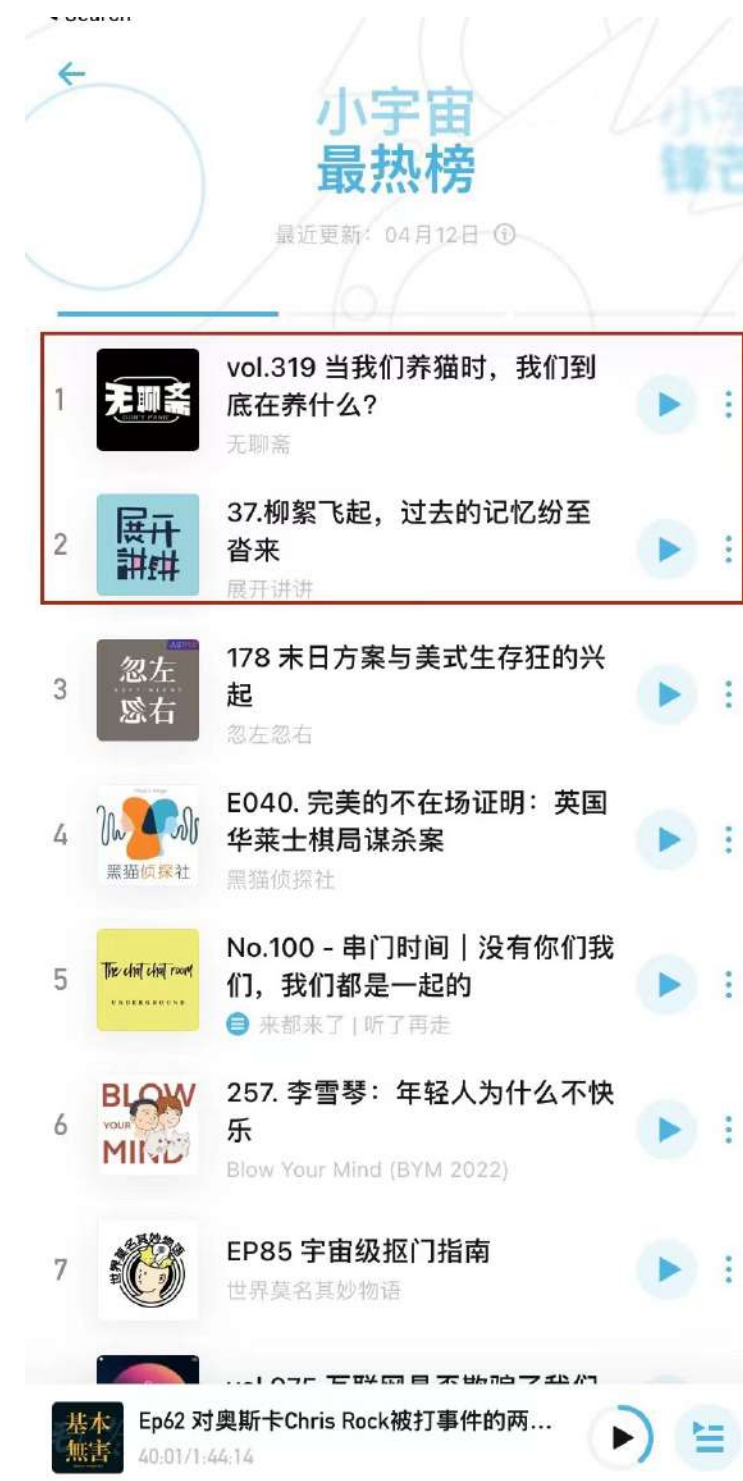 小宇宙
最热榜
最近更新：04月12日
1
无聊斋
DON'T PANIC
vol.319 当我们养猫时，我们到
底在养什么？
无聊斋
2
展开
讲讲
37.柳絮飞起，过去的记忆纷至
沓来
展开讲讲
3
忽左
忽右
178 末日方案与美式生存狂的兴
起
忽左忽右
4
黑猫侦探社
E040. 完美的不在场证明：英国
华莱士棋局谋杀案
黑猫侦探社
5
The chit chat room
UNDERGROUND
No.100 - 串门时间｜没有你们我
们，我们都是一起的
来都来了 | 听了再走
6
BLOW
YOUR
MIND
257. 李雪琴：年轻人为什么不快
乐
Blow Your Mind (BYM 2022)
7
世界莫名其妙物语
EP85 宇宙级抠门指南
世界莫名其妙物语
基本
無害
Ep62 对奥斯卡Chris Rock被打事件的两...
40:01/1:44:14